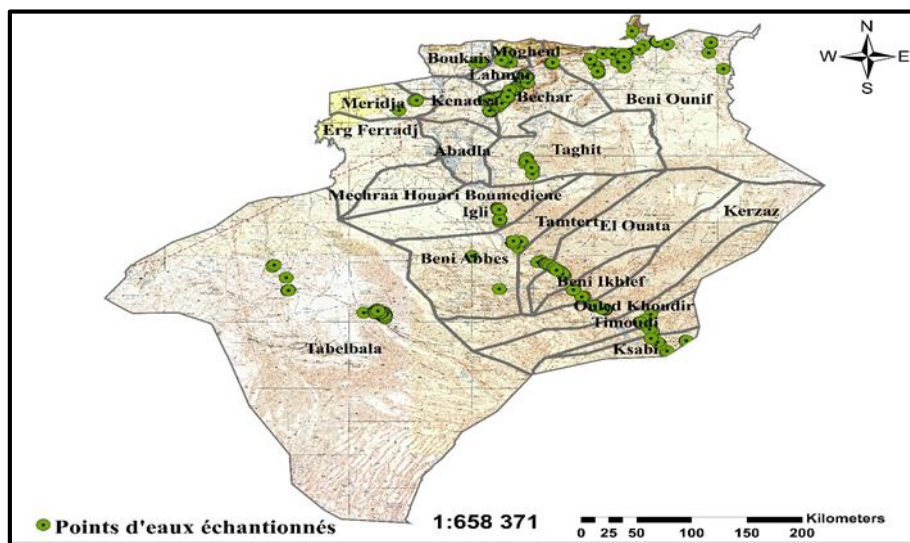 N
W E
S
Mogheul
Boukais
Lahmar
Meridja
Kenadsa
Bechar
Beni Ounif
Erg Ferradj
Abadla
Taghit
Mechraa Houari Boumediene
Igli
Tamtert
El Ouata
Kerzaz
Beni Abbes
Beni Ikhlef
Ouled Khoudir
Timoudi
Tabelbala
Ksabi
Points d'eaux échantionnés
1:658 371
Kilometers
0 25 50 100 150 200